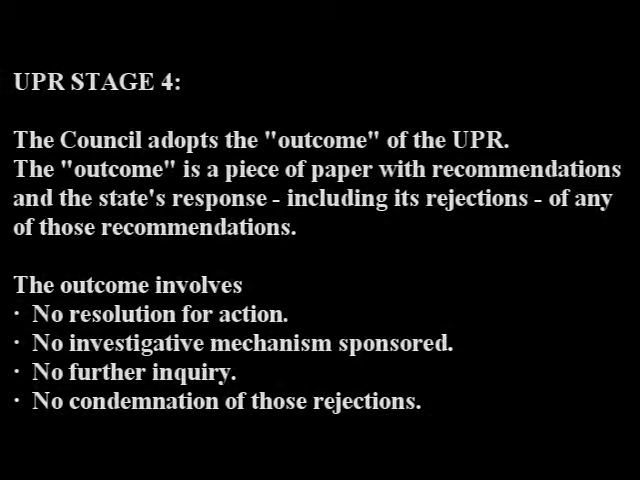 UPR STAGE 4:
The Council adopts the "outcome" of the UPR.
The "outcome" is a piece of paper with recommendations
and the state's response - including its rejections - of any
of those recommendations.
The outcome involves
· No resolution for action.
· No investigative mechanism sponsored.
· No further inquiry.
· No condemnation of those rejections.